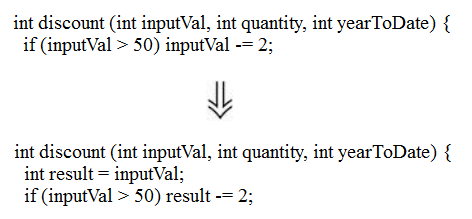 int discount (int inputVal, int quantity, int yearToDate) {
if (inputVal > 50) inputVal -= 2;
int discount (int inputVal, int quantity, int yearToDate) {
int result = inputVal;
if (inputVal > 50) result -= 2;